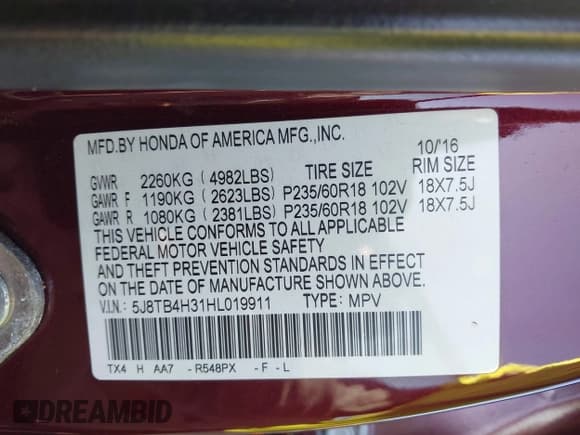 MFD.BY HONDA OF AMERICA MFG.,INC. 10/'16
GVWR 2260KG (4982LBS) TIRE SIZE RIM SIZE
GAWR F 1190KG (2623LBS) P235/60R18 102V 18X7.5J
GAWR R 1080KG (2381LBS) P235/60R18 102V 18X7.5J
THIS VEHICLE CONFORMS TO ALL APPLICABLE
FEDERAL MOTOR VEHICLE SAFETY
AND THEFT PREVENTION STANDARDS IN EFFECT
ON THE DATE OF MANUFACTURE SHOWN ABOVE.
V.I.N.: 5J8TB4H31HL019911 TYPE: MPV
TX4 H AA7 - R548PX - F - L
DREAMBID